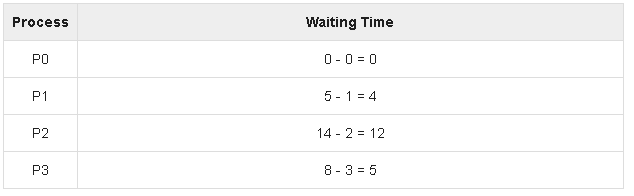 Process Waiting Time
P0 0 - 0 = 0
P1 5 - 1 = 4
P2 14 - 2 = 12
P3 8 - 3 = 5